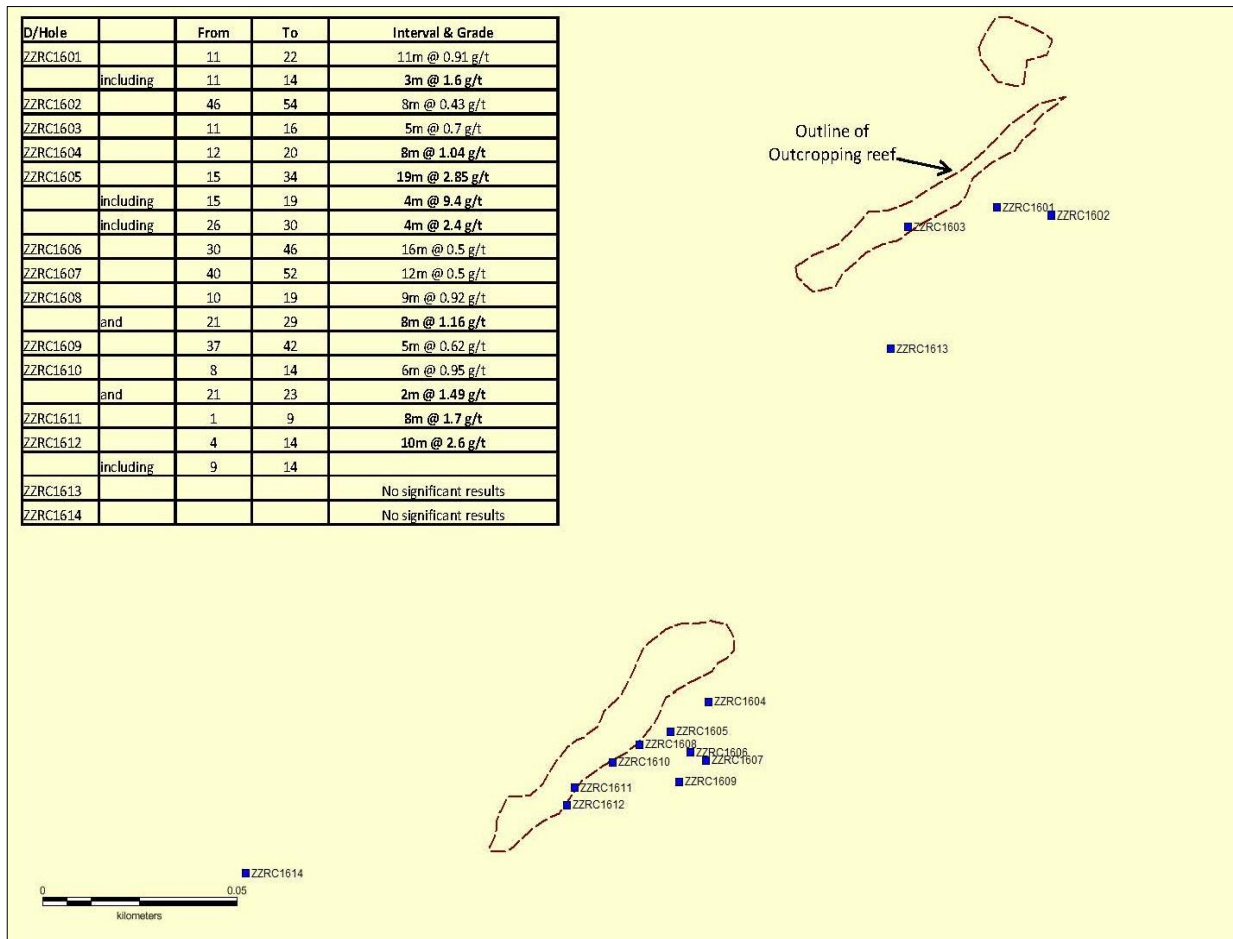 D/Hole From To Interval & Grade
ZZRC1601 11 22 11m @ 0.91 g/t
including 11 14 3m @ 1.6 g/t
ZZRC1602 46 54 8m @ 0.43 g/t
ZZRC1603 11 16 5m @ 0.7 g/t
ZZRC1604 12 20 8m @ 1.04 g/t
ZZRC1605 15 34 19m @ 2.85 g/t
including 15 19 4m @ 9.4 g/t
including 26 30 4m @ 2.4 g/t
ZZRC1606 30 46 16m @ 0.5 g/t
ZZRC1607 40 52 12m @ 0.5 g/t
ZZRC1608 10 19 9m @ 0.92 g/t
and 21 29 8m @ 1.16 g/t
ZZRC1609 37 42 5m @ 0.62 g/t
ZZRC1610 8 14 6m @ 0.95 g/t
and 21 23 2m @ 1.49 g/t
ZZRC1611 1 9 8m @ 1.7 g/t
ZZRC1612 4 14 10m @ 2.6 g/t
including 9 14
ZZRC1613 No significant results
ZZRC1614 No significant results
Outline of
Outcropping reef
ZZRC1601
ZZRC1602
ZZRC1603
ZZRC1613
ZZRC1604
ZZRC1605
ZZRC1608
ZZRC1606
ZZRC1610
ZZRC1607
ZZRC1609
ZZRC1611
ZZRC1612
ZZRC1614
0 0.05
kilometers